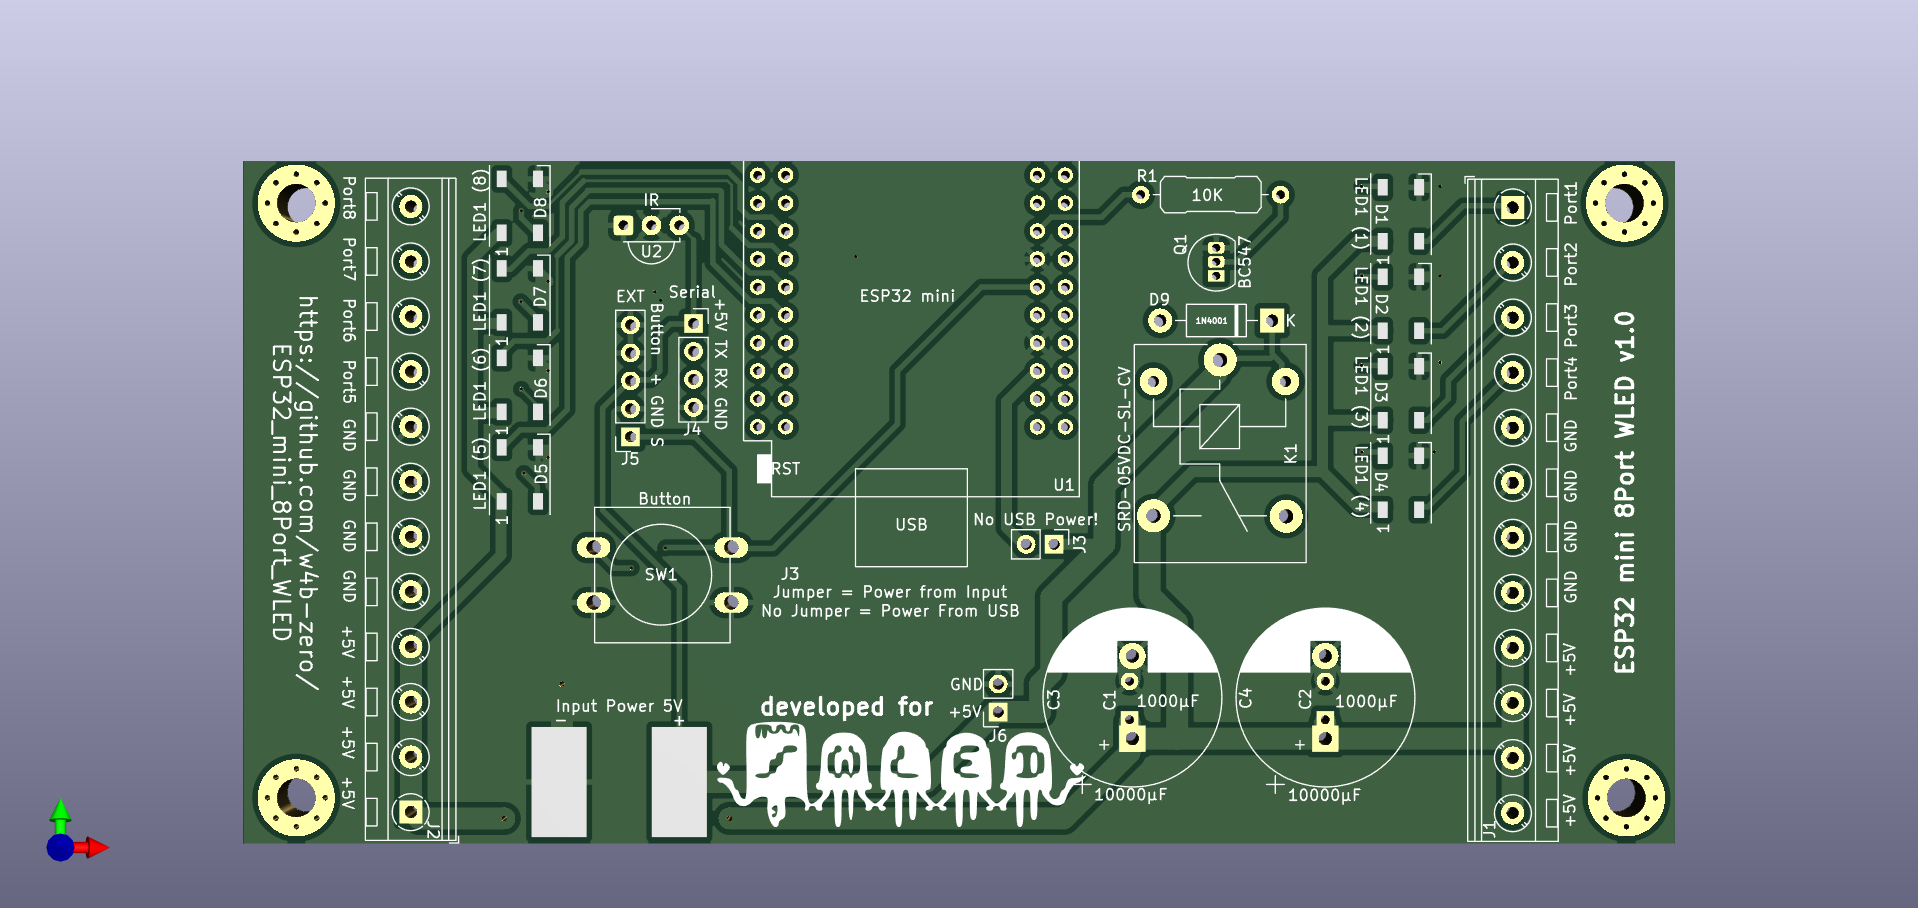 Port8
Port7
Port6
Port5
GND
GND
GND
GND
+5V
+5V
+5V
+5V
J2
https://github.com/w4b-zero/
ESP32_mini_8Port_WLED
LED1 (8)
D8
1
LED1 (7)
D7
1
LED1 (6)
D6
1
LED1 (5)
D5
1
IR
U2
EXT
Button
+
GND
S
J5
Serial
+5V
TX
RX
GND
J4
Button
SW1
ESP32 mini
RST
U1
USB
No USB Power!
J3
J3
Jumper = Power from Input
No Jumper = Power From USB
Input Power 5V
-
+
developed for
WLED
GND
+5V
J6
R1
10K
Q1
BC547
D9
1N4001
K
SRD-05VDC-SL-CV
K1
C3
C1
1000µF
+
+
10000µF
C4
C2
1000µF
+
+
10000µF
LED1 (1)
D1
1
LED1 (2)
D2
1
LED1 (3)
D3
1
LED1 (4)
D4
1
Port1
Port2
Port3
Port4
GND
GND
GND
GND
+5V
+5V
+5V
+5V
J1
ESP32 mini 8Port WLED v1.0